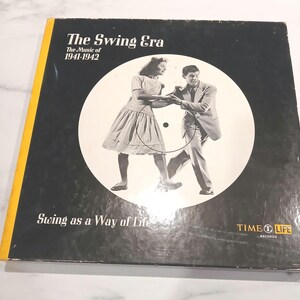 The Swing Era
The Music of
1941-1942
Swing as a Way of Life
TIME LIFE
RECORDS